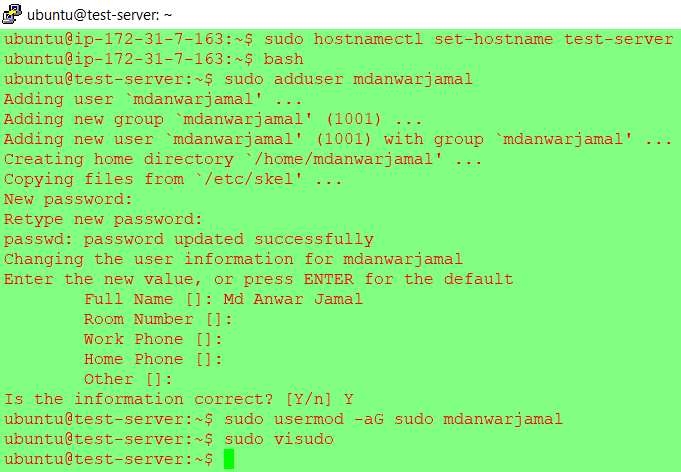 ubuntu@test-server: ~
ubuntu@ip-172-31-7-163:~$ sudo hostnamectl set-hostname test-server
ubuntu@ip-172-31-7-163:~$ bash
ubuntu@test-server:~$ sudo adduser mdanwarjamal
Adding user `mdanwarjamal' ...
Adding new group `mdanwarjamal' (1001) ...
Adding new user `mdanwarjamal' (1001) with group `mdanwarjamal' ...
Creating home directory `/home/mdanwarjamal' ...
Copying files from `/etc/skel' ...
New password:
Retype new password:
passwd: password updated successfully
Changing the user information for mdanwarjamal
Enter the new value, or press ENTER for the default
        Full Name []: Md Anwar Jamal
        Room Number []:
        Work Phone []:
        Home Phone []:
        Other []:
Is the information correct? [Y/n] Y
ubuntu@test-server:~$ sudo usermod -aG sudo mdanwarjamal
ubuntu@test-server:~$ sudo visudo
ubuntu@test-server:~$